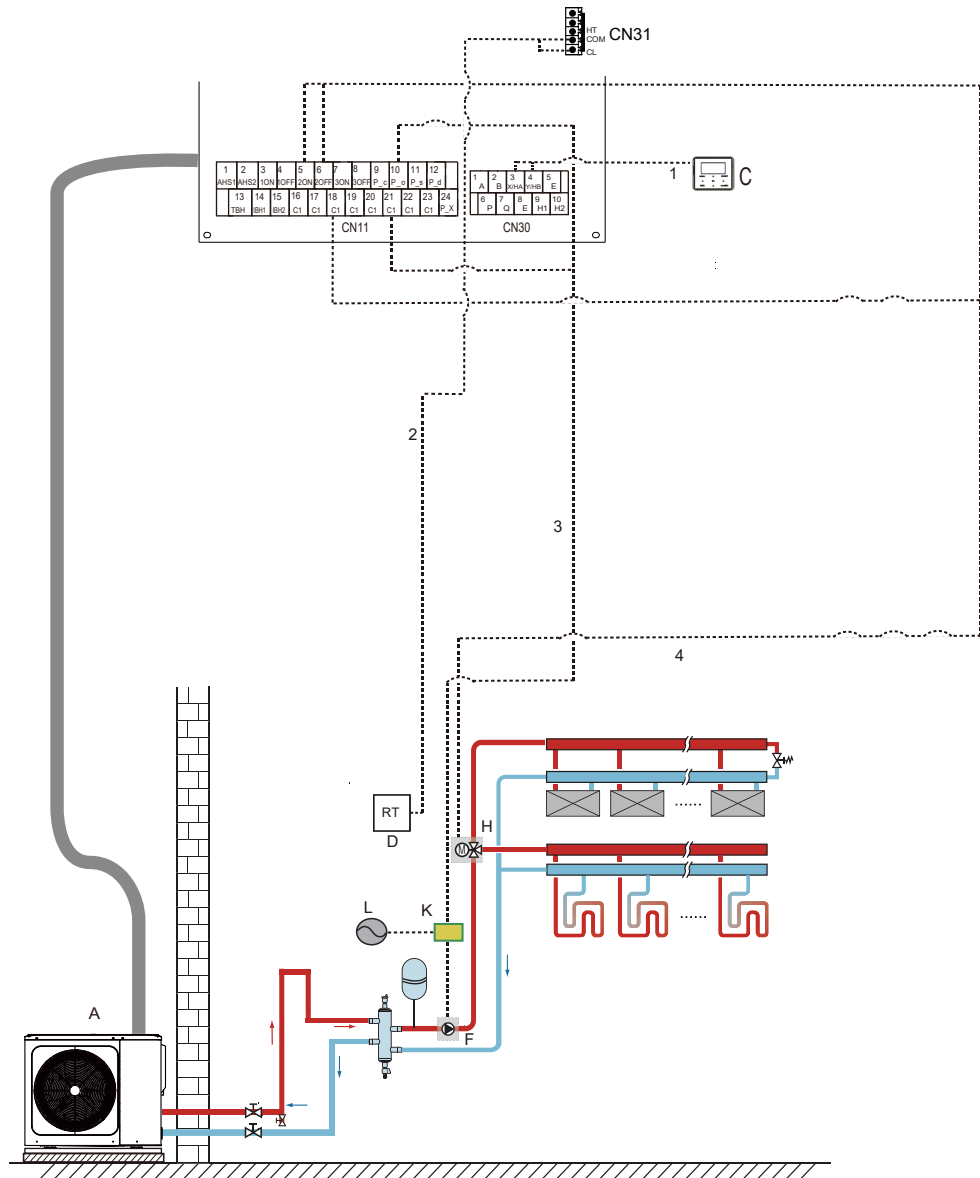 HT
CN31
COM
CL
1 2 3 4 5 6 7 8 9 10 11 12
AHS1 AHS2 1ON 1OFF 2ON 2OFF 3ON 3OFF P_c P_o P_s P_d
13 14 15 16 17 18 19 20 21 22 23 24
TBH IBH1 IBH2 C1 C1 C1 C1 C1 C1 C1 C1 P_X
CN11
1 2 3 4 5
A B X/HA Y/HB E
6 7 8 9 10
P Q E H1 H2
CN30
1
C
:
2
3
4
RT
D
M
H
......
......
L
K
F
A